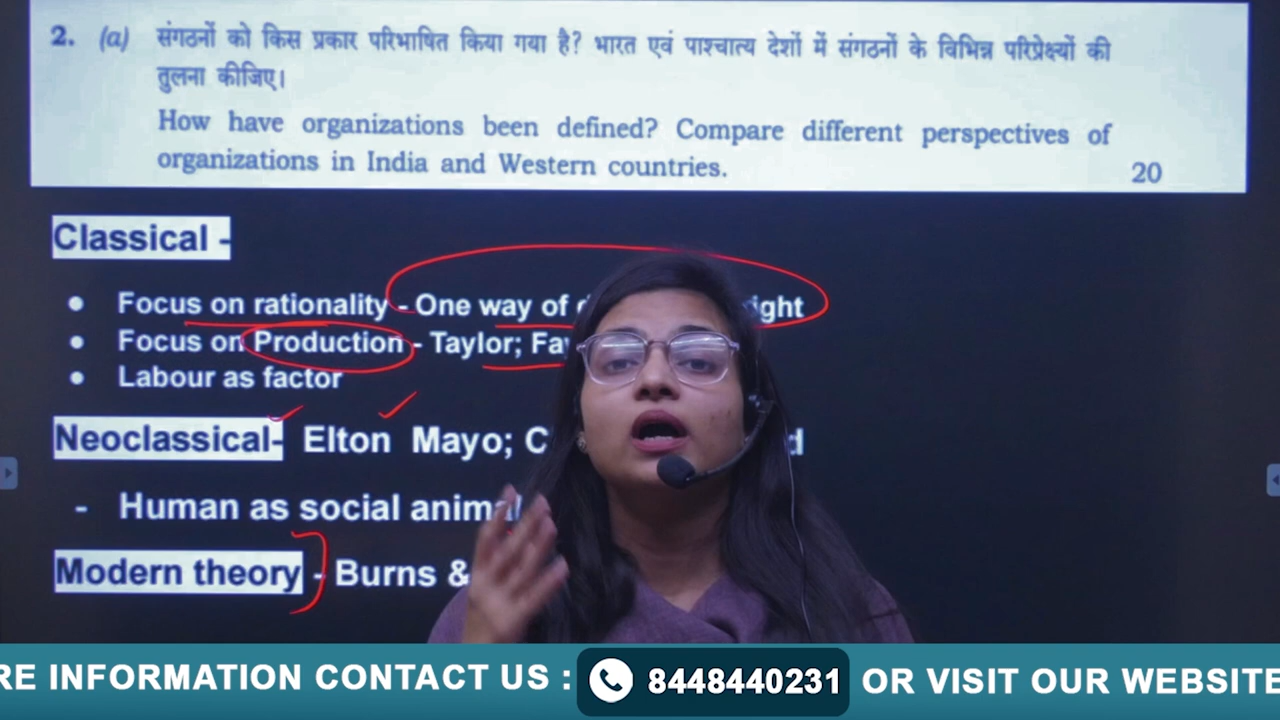 2. (a) संगठनों को किस प्रकार परिभाषित किया गया है? भारत एवं पाश्चात्य देशों में संगठनों के विभिन्न परिप्रेक्ष्यों की
तुलना कीजिए।
How have organizations been defined? Compare different perspectives of
organizations in India and Western countries. 20
Classical -
• Focus on rationality - One way of
• Focus on Production - Taylor;
• Labour as factor
Neoclassical- Elton Mayo;
- Human as social animal
Modern theory - Burns &
RE INFORMATION CONTACT US : 8448440231 OR VISIT OUR WEBSITE